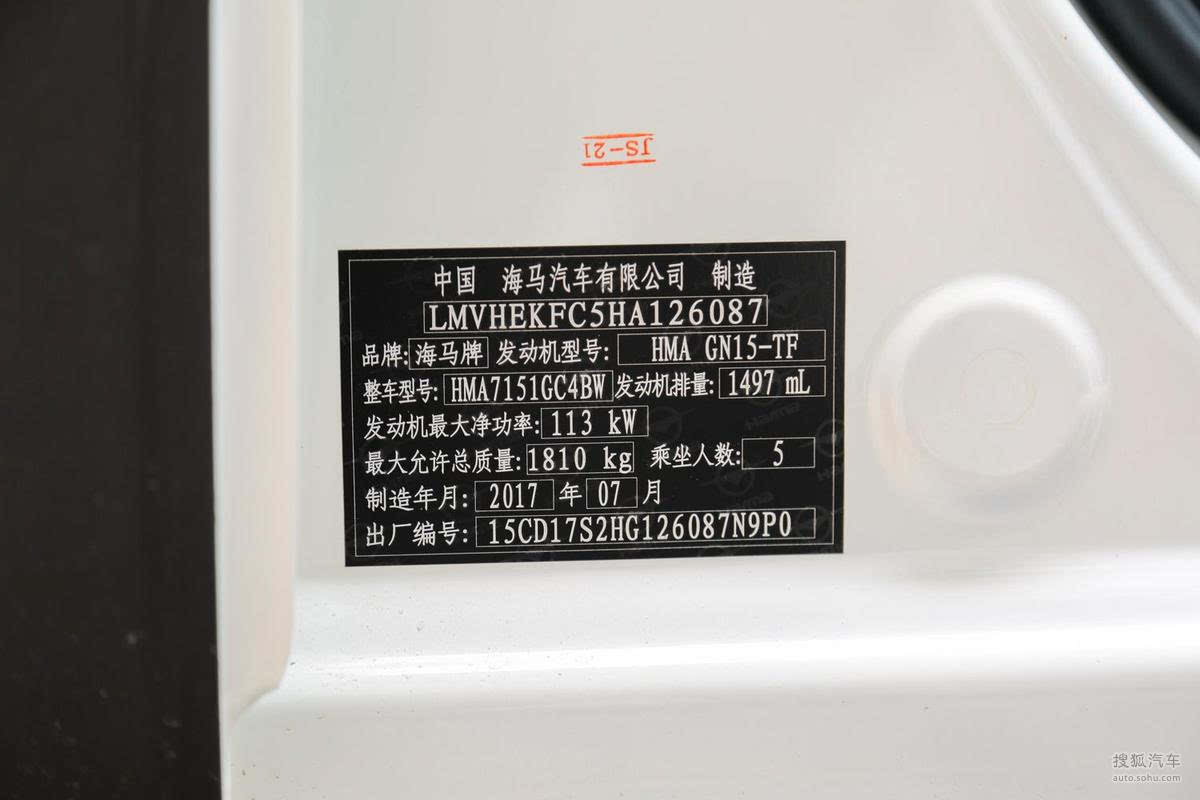 JS-21
中国 海马汽车有限公司 制造
LMVHEKFC5HA126087
品牌: 海马牌 发动机型号: HMA GN15-TF
整车型号: HMA7151GC4BW 发动机排量: 1497 mL
发动机最大净功率: 113 kW
最大允许总质量: 1810 kg 乘坐人数: 5
制造年月: 2017 年 07 月
出厂编号: 15CD17S2HG126087N9P0
搜狐汽车
auto.sohu.com